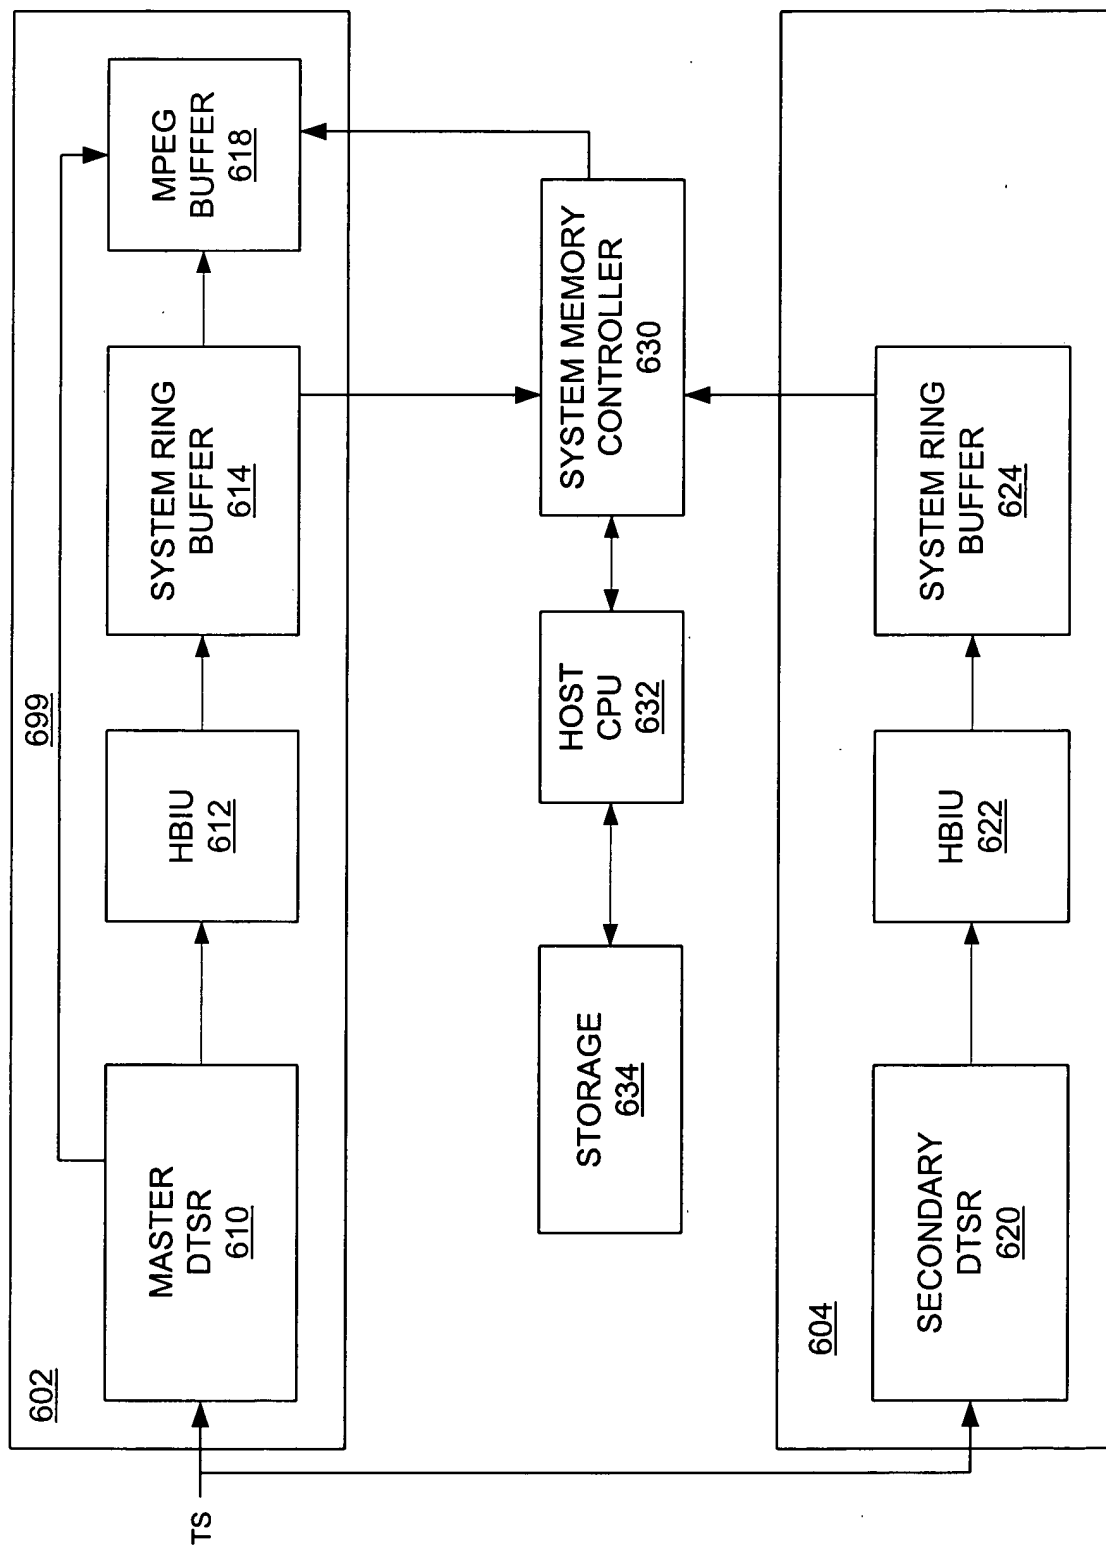 602
699
TS
MASTER
DTSR
610
HBIU
612
SYSTEM RING
BUFFER
614
MPEG
BUFFER
618
STORAGE
634
HOST
CPU
632
SYSTEM MEMORY
CONTROLLER
630
604
SECONDARY
DTSR
620
HBIU
622
SYSTEM RING
BUFFER
624